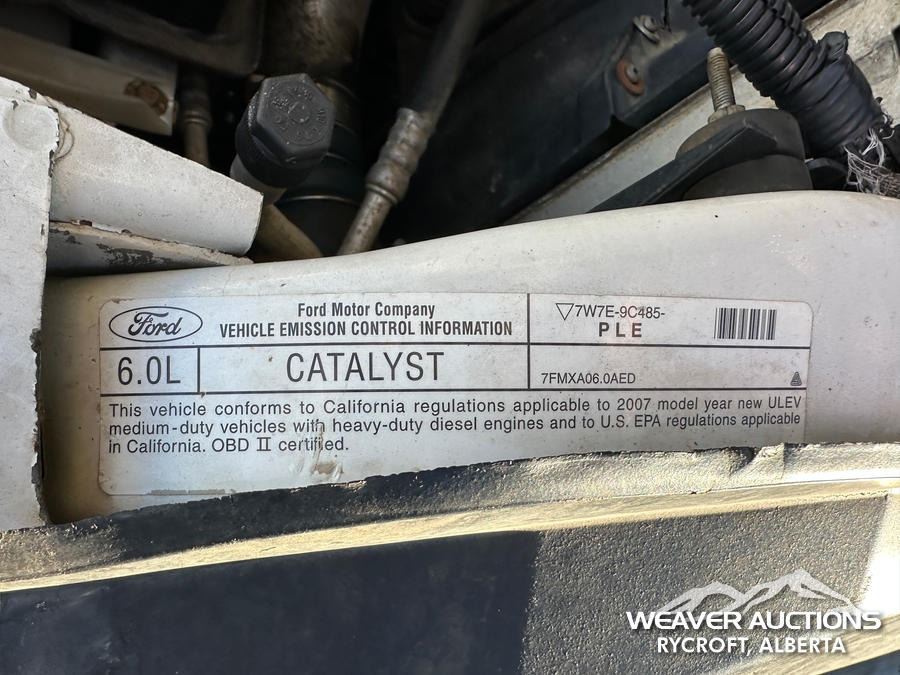 Ford
Ford Motor Company
VEHICLE EMISSION CONTROL INFORMATION
7W7E-9C485-
PLE
6.0L
CATALYST
7FMXA06.0AED
This vehicle conforms to California regulations applicable to 2007 model year new ULEV
medium-duty vehicles with heavy-duty diesel engines and to U.S. EPA regulations applicable
in California. OBD II certified.
WEAVER AUCTIONS
RYCROFT, ALBERTA